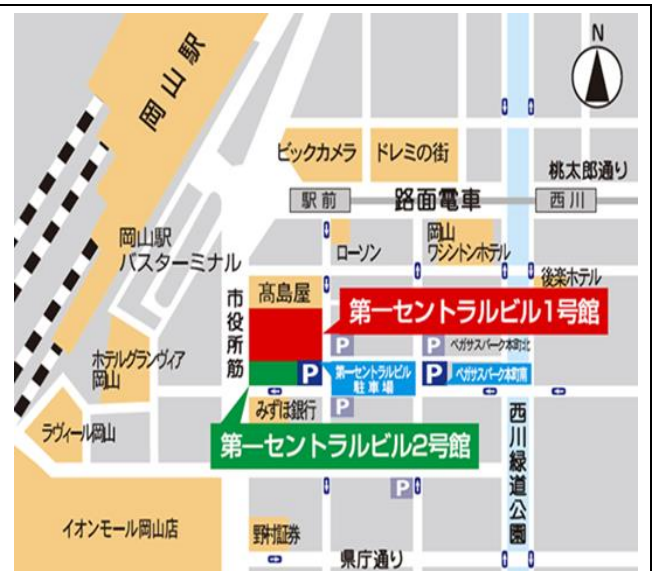 N
岡山駅
ビックカメラ
ドレミの街
桃太郎通り
駅前
路面電車
西川
岡山駅
バスターミナル
ローソン
岡山
ワシントンホテル
後楽ホテル
市役所筋
髙島屋
第一セントラルビル1号館
P
ペガサスパーク本町北
P
ホテルグランヴィア
岡山
P
第一セントラルビル
駐車場
P
ペガサスパーク本町南
みずほ銀行
P
ラヴィール岡山
第一セントラルビル2号館
西川緑道公園
P
イオンモール岡山店
野村証券
県庁通り